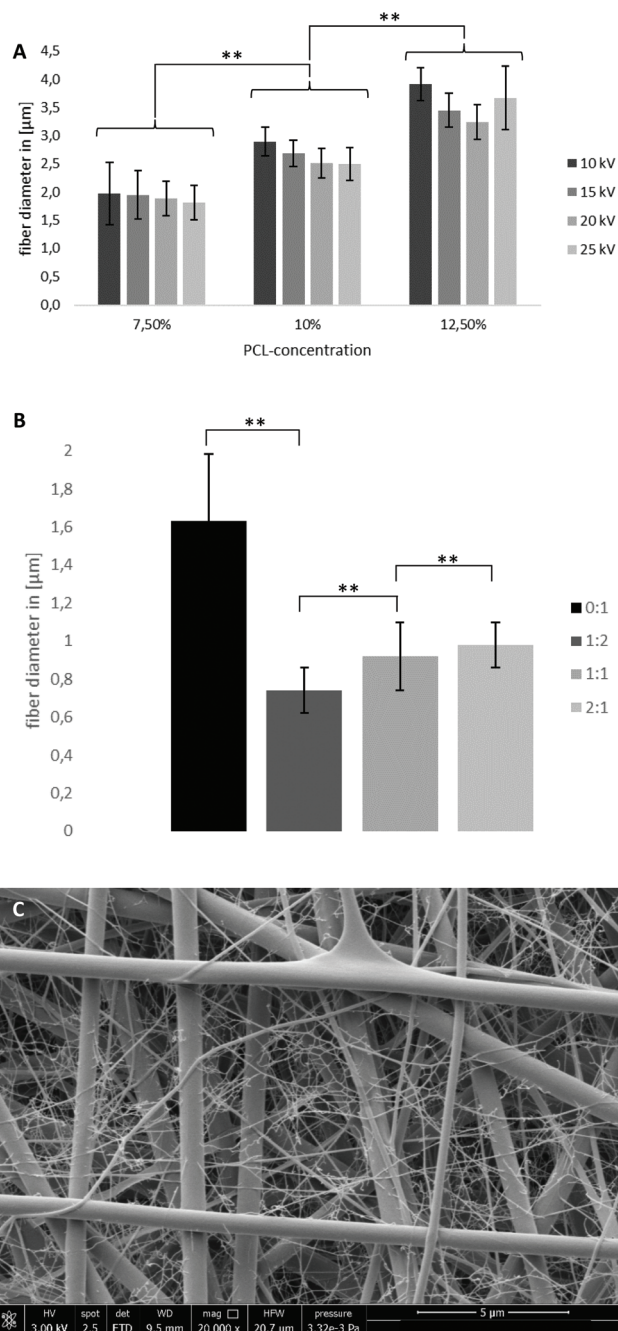 A
**
**
4,5
4,0
3,5
3,0
2,5
2,0
1,5
1,0
0,5
0,0
fiber diameter in [µm]
7,50%
10%
12,50%
PCL-concentration
10 kV
15 kV
20 kV
25 kV
B
**
**
**
2
1,8
1,6
1,4
1,2
1
0,8
0,6
0,4
0,2
0
fiber diameter in [µm]
0:1
1:2
1:1
2:1
C
HV spot det WD mag HFW pressure
3.00 kV 2.5 ETD 9.5 mm 20 000 x 20.7 µm 3.32e-3 Pa
5 µm